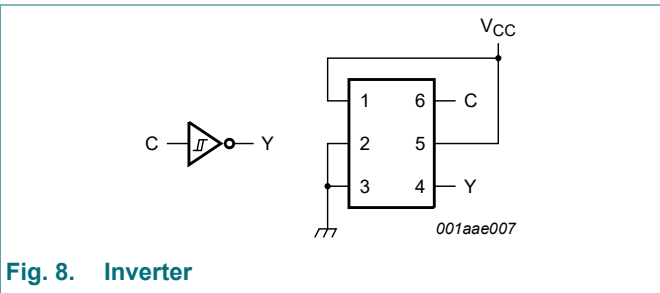 VCC
1 6 C
C Y 2 5
3 4 Y
001aae007
Fig. 8. Inverter